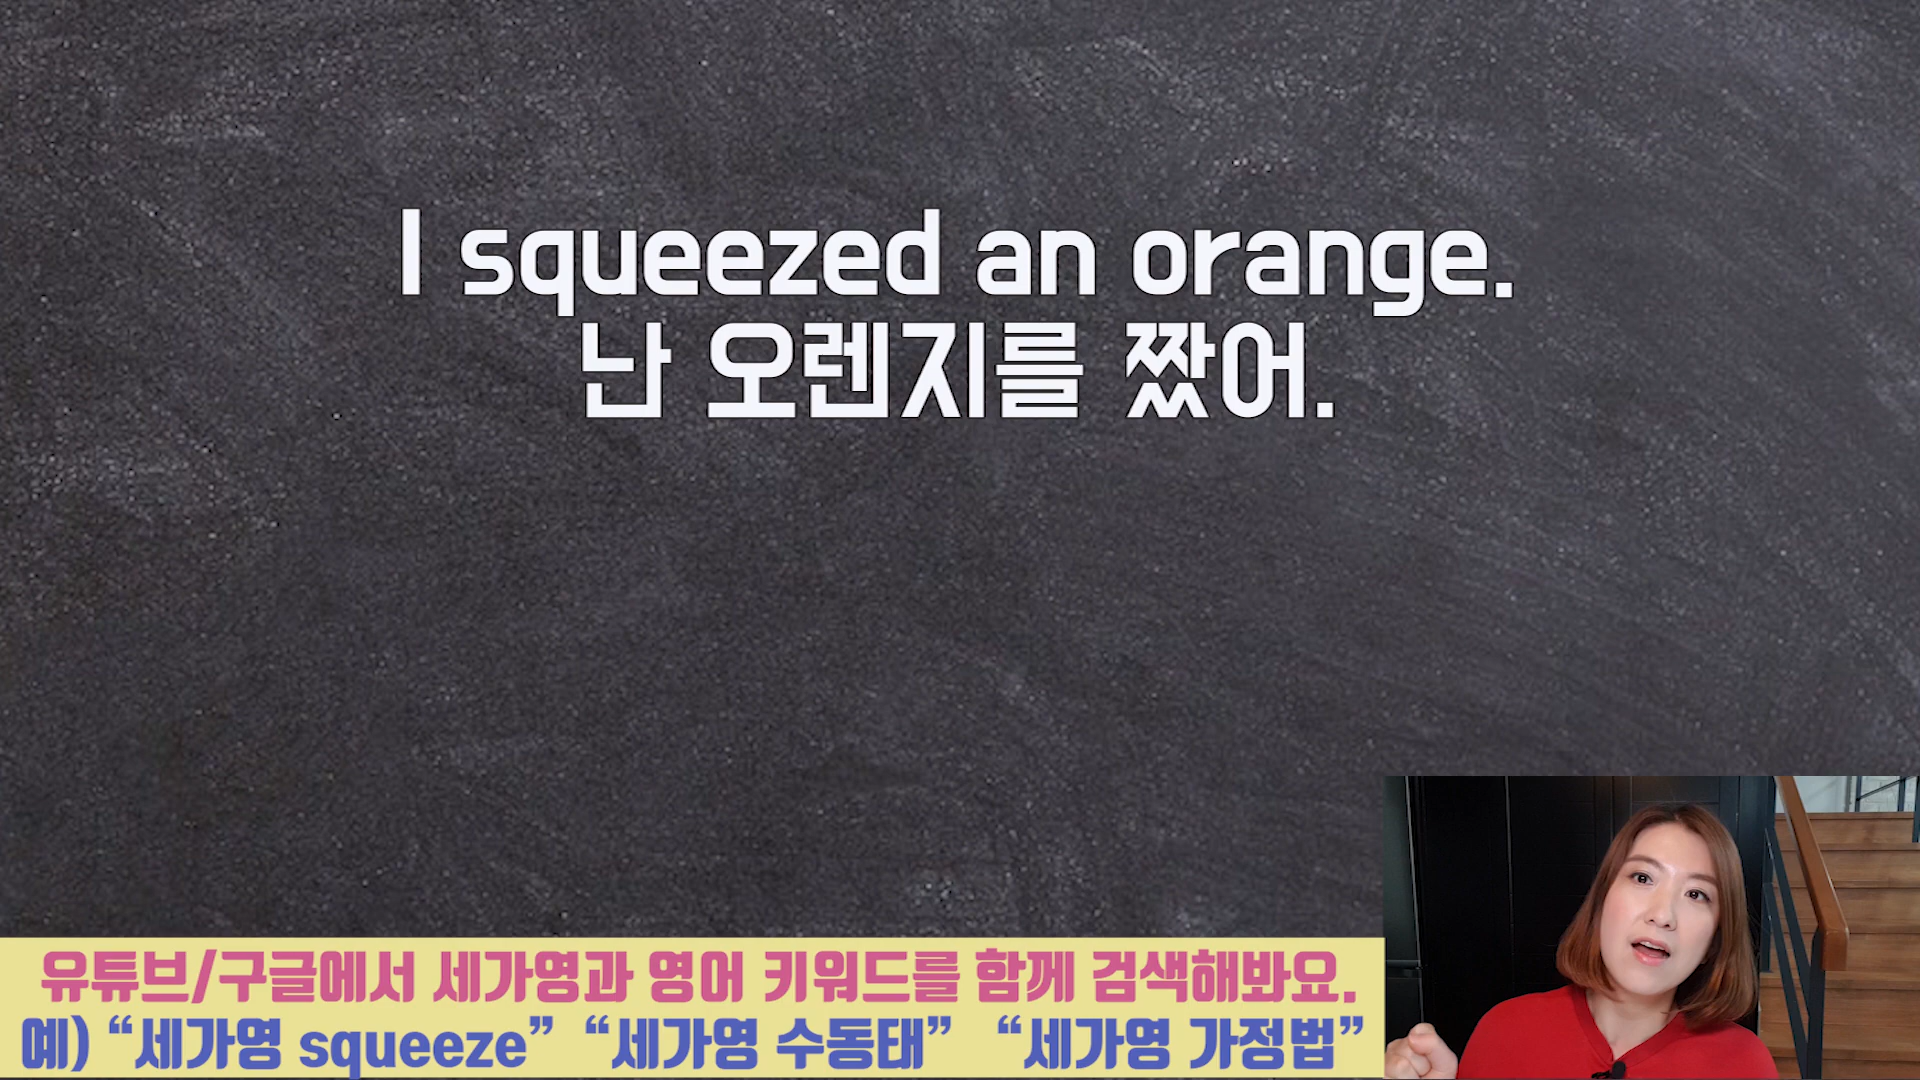 I squeezed an orange.
난 오렌지를 짰어.
유튜브/구글에서 세가영과 영어 키워드를 함께 검색해봐요.
예) “세가영 squeeze” “세가영 수동태” “세가영 가정법”